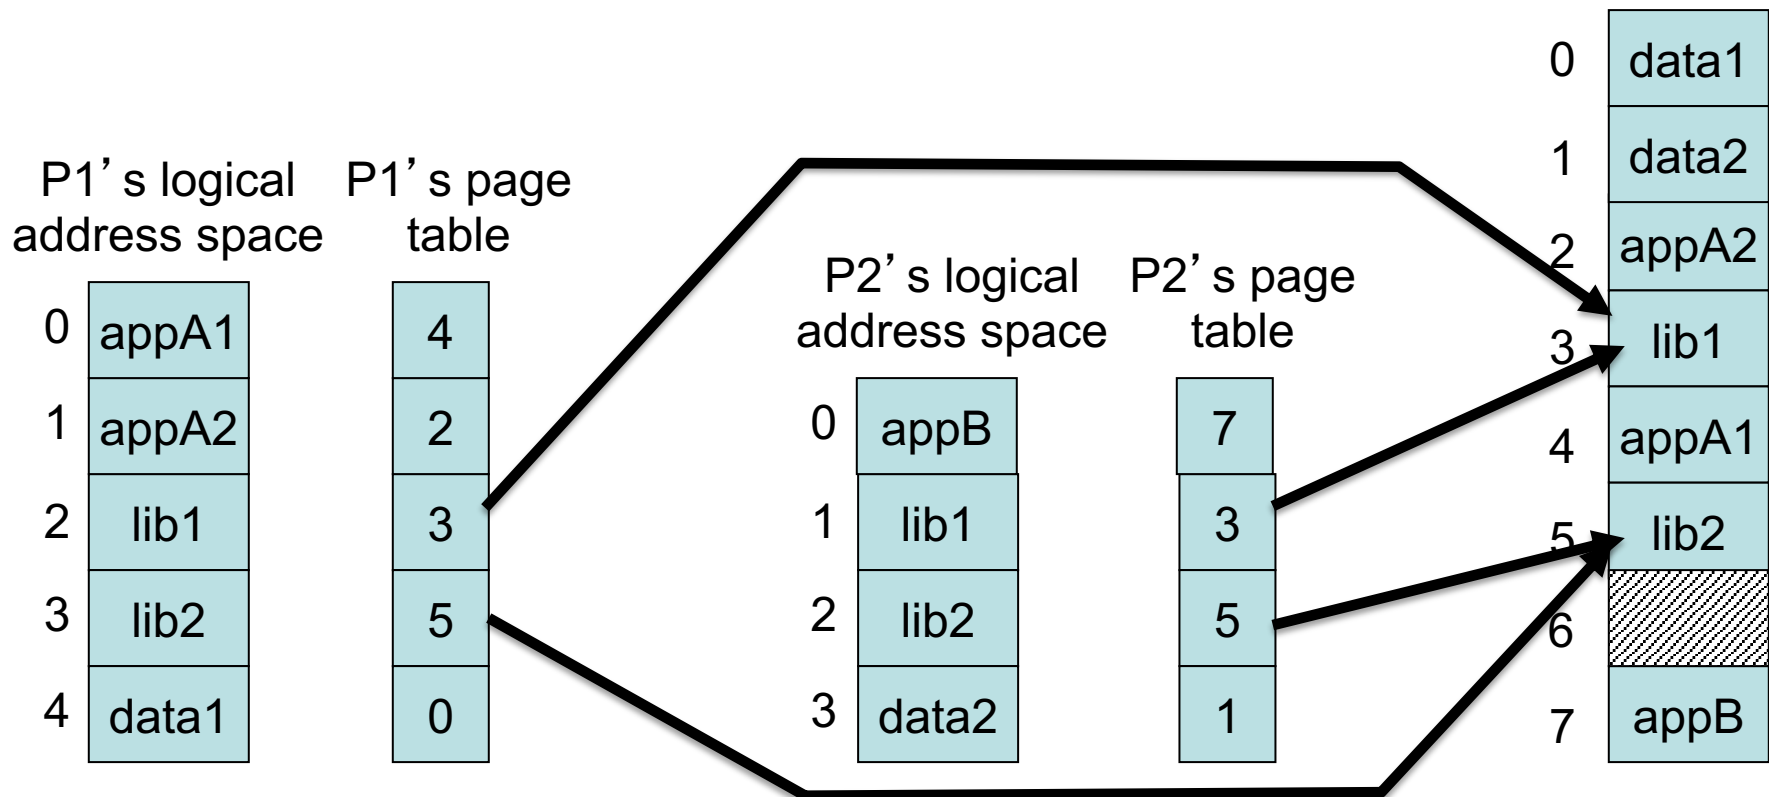 P1’s logical
address space
0 appA1
1 appA2
2 lib1
3 lib2
4 data1
P1’s page
table
4
2
3
5
0
P2’s logical
address space
0 appB
1 lib1
2 lib2
3 data2
P2’s page
table
7
3
5
1
0 data1
1 data2
2 appA2
3 lib1
4 appA1
5 lib2
6
7 appB